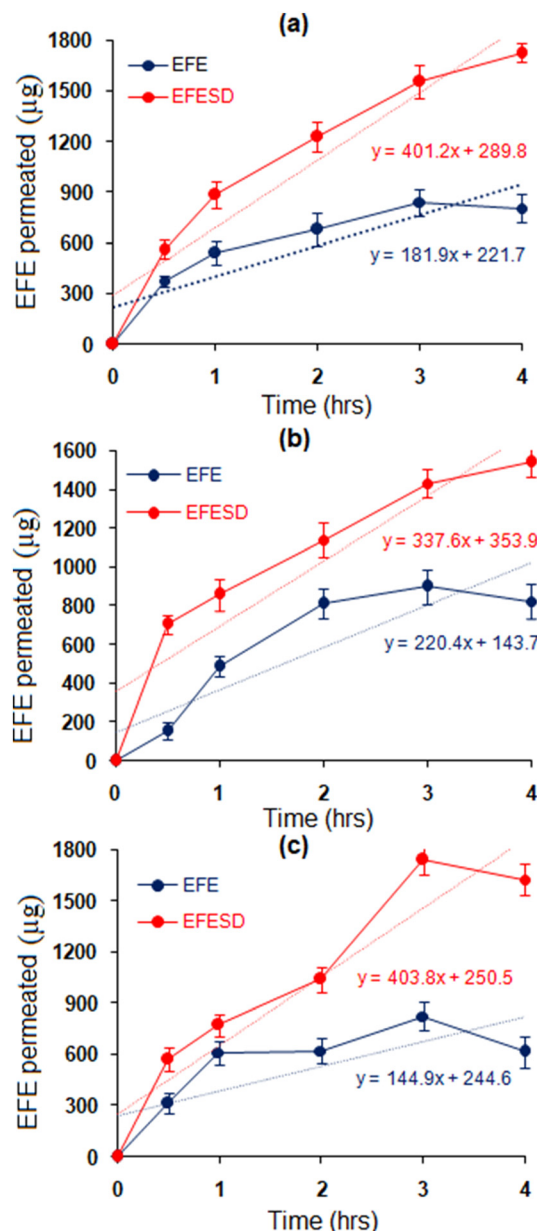 (a)
EFE permeated (µg)
1800
1500
1200
900
600
300
0
EFE
EFESD
y = 401.2x + 289.8
y = 181.9x + 221.7
0 1 2 3 4
Time (hrs)
(b)
EFE permeated (µg)
1600
1400
1200
1000
800
600
400
200
0
EFE
EFESD
y = 337.6x + 353.9
y = 220.4x + 143.7
0 1 2 3 4
Time (hrs)
(c)
EFE permeated (µg)
1800
1500
1200
900
600
300
0
EFE
EFESD
y = 403.8x + 250.5
y = 144.9x + 244.6
0 1 2 3 4
Time (hrs)